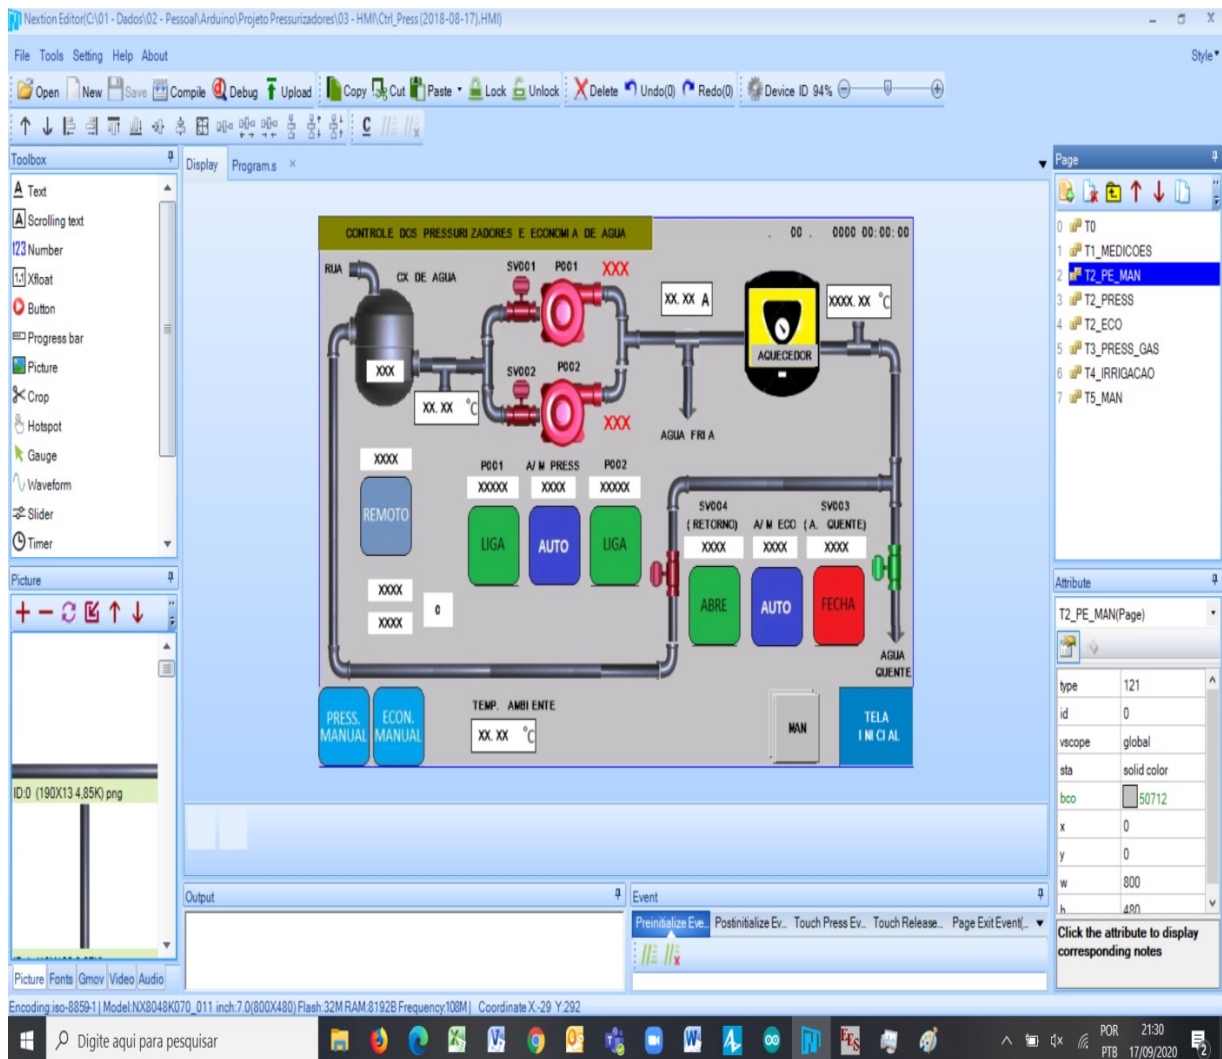 Nextion Editor(C:\01 - Dados\02 - Pessoal\Arduino\Projeto Pressurizadores\03 - HMI\Ctrl_Press (2018-08-17).HMI)
File Tools Setting Help About
Style
Open New Save Compile Debug Upload Copy Cut Paste Lock Unlock Delete Undo(0) Redo(0) Device ID 94%
Toolbox
Text
Scrolling text
123 Number
1.1 Xfloat
Button
Progress bar
Picture
Crop
Hotspot
Gauge
Waveform
Slider
Timer
Picture
ID:0 (190X13 4,85K) png
Picture Fonts Gmov Video Audio
Display Program.s
CONTROLE DOS PRESSURIZADORES E ECONOMIA DE AGUA . 00 . 0000 00:00:00
RUA CX DE AGUA SV001 P001 XXX
XX.XX A XXXX.XX °C
AQUECEDOR
XXX SV002 P002
XX.XX °C XXX
AGUA FRIA
XXXX P001 A/M PRESS P002
XXXXX XXXX XXXXX
REMOTO LIGA AUTO LIGA
SV004 SV003
(RETORNO) A/M ECO (A. QUENTE)
XXXX XXXX XXXX
ABRE AUTO FECHA
XXXX
0
XXXX
AGUA
QUENTE
PRESS. MANUAL
ECON. MANUAL
TEMP. AMBIENTE
XX.XX °C
MAN
TELA
INICIAL
Output
Event
Preinitialize Eve... Postinitialize Ev... Touch Press Ev... Touch Release... Page Exit Event(...
Page
0 T0
1 T1_MEDICOES
2 T2_PE_MAN
3 T2_PRESS
4 T2_ECO
5 T3_PRESS_GAS
6 T4_IRRIGACAO
7 T5_MAN
Attribute
T2_PE_MAN(Page)
type 121
id 0
vscope global
sta solid color
bco 50712
x 0
y 0
w 800
h 480
Click the attribute to display
corresponding notes
Encoding:iso-8859-1 | Model:NX8048K070_011 inch:7.0(800X480) Flash:32M RAM:8192B Frequency:108M | Coordinate X:-29 Y:292
Digite aqui para pesquisar
POR 21:30
PTB 17/09/2020